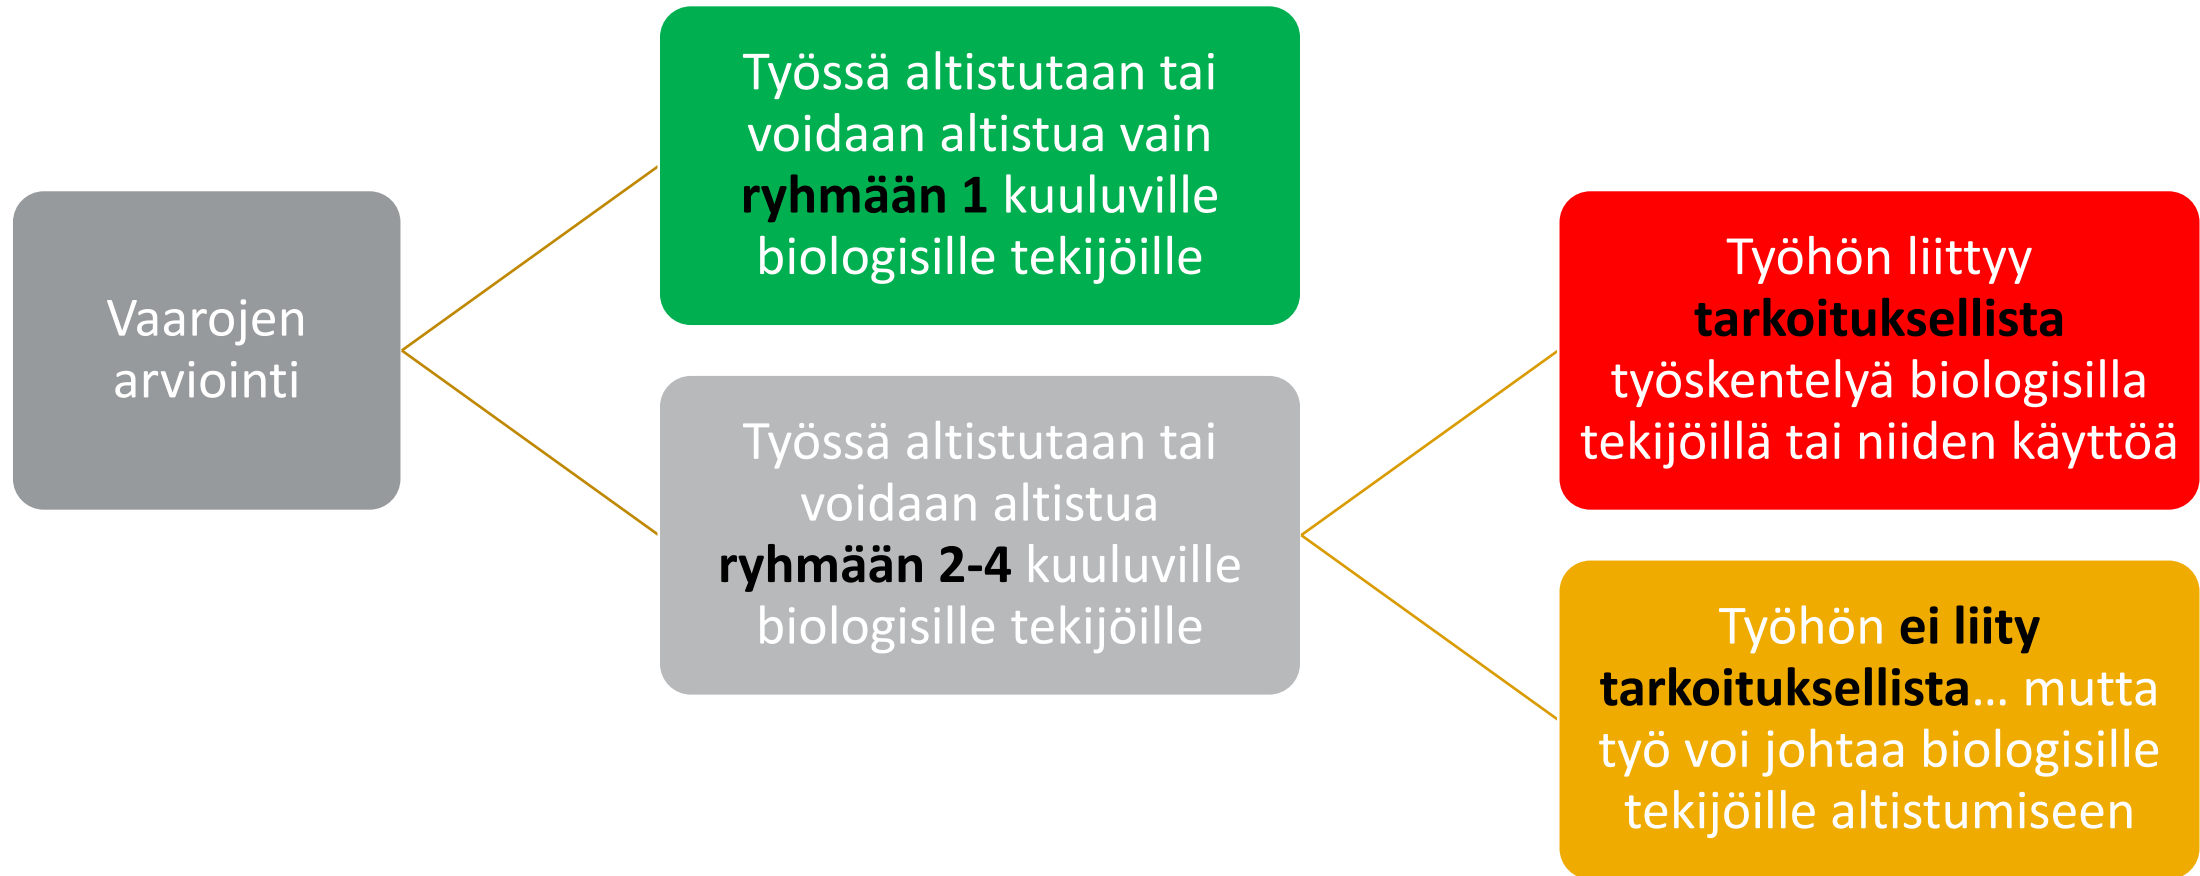 Vaarojen
arviointi
Työssä altistutaan tai
voidaan altistua vain
ryhmään 1 kuuluville
biologisille tekijöille
Työssä altistutaan tai
voidaan altistua
ryhmään 2-4 kuuluville
biologisille tekijöille
Työhön liittyy
tarkoituksellista
työskentelyä biologisilla
tekijöillä tai niiden käyttöä
Työhön ei liity
tarkoituksellista… mutta
työ voi johtaa biologisille
tekijöille altistumiseen